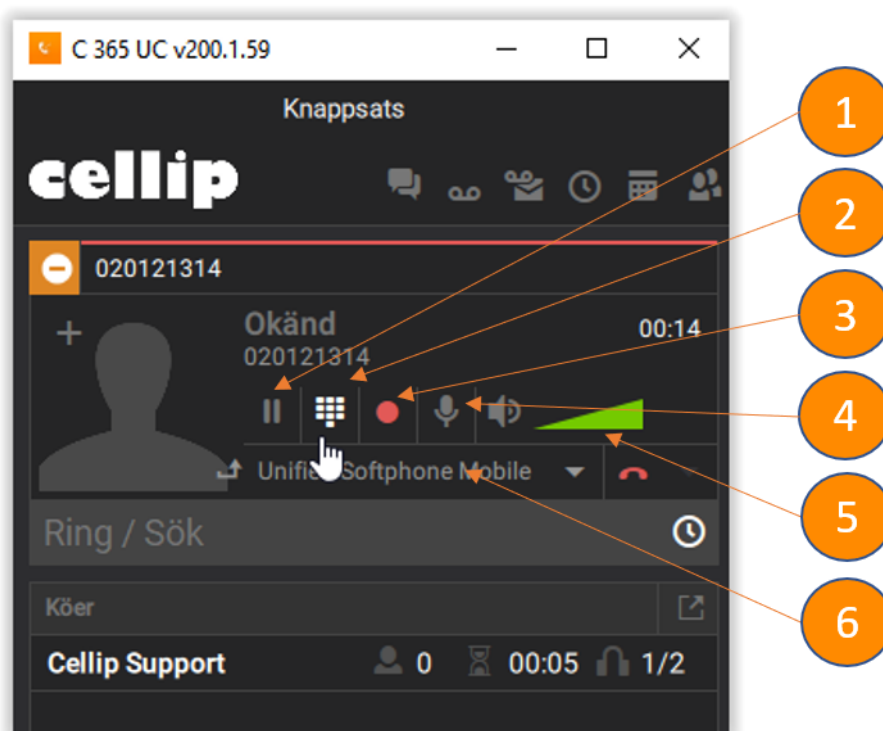 C 365 UC v200.1.59
Knappsats
cellip
020121314
Okänd
00:14
020121314
Softphone Mobile
Ring / Sök
Köer
Cellip Support 0 00:05 1/2
1
2
3
4
5
6